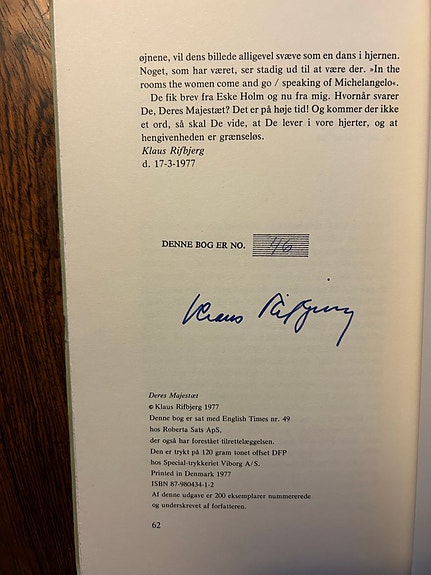 øjnene, vil dens billede alligevel svæve som en dans i hjernen.
Noget, som har været, ser stadig ud til at være der. »In the
rooms the women come and go / speaking of Michelangelo«.
De fik brev fra Eske Holm og nu fra mig. Hvornår svarer
De, Deres Majestæt? Det er på høje tid! Og kommer der ikke
et ord, så skal De vide, at De lever i vore hjerter, og at
hengivenheden er grænseløs.
Klaus Rifbjerg
d. 17-3-1977
DENNE BOG ER NO. 46
Klaus Rifbjerg
Deres Majestæt
© Klaus Rifbjerg 1977
Denne bog er sat med English Times nr. 49
hos Roberta Sats ApS,
der også har forestået tilrettelæggelsen.
Den er trykt på 120 gram tonet offset DFP
hos Special-trykkeriet Viborg A/S.
Printed in Denmark 1977
ISBN 87-980434-1-2
Af denne udgave er 200 eksemplarer nummererede
og underskrevet af forfatteren.
62